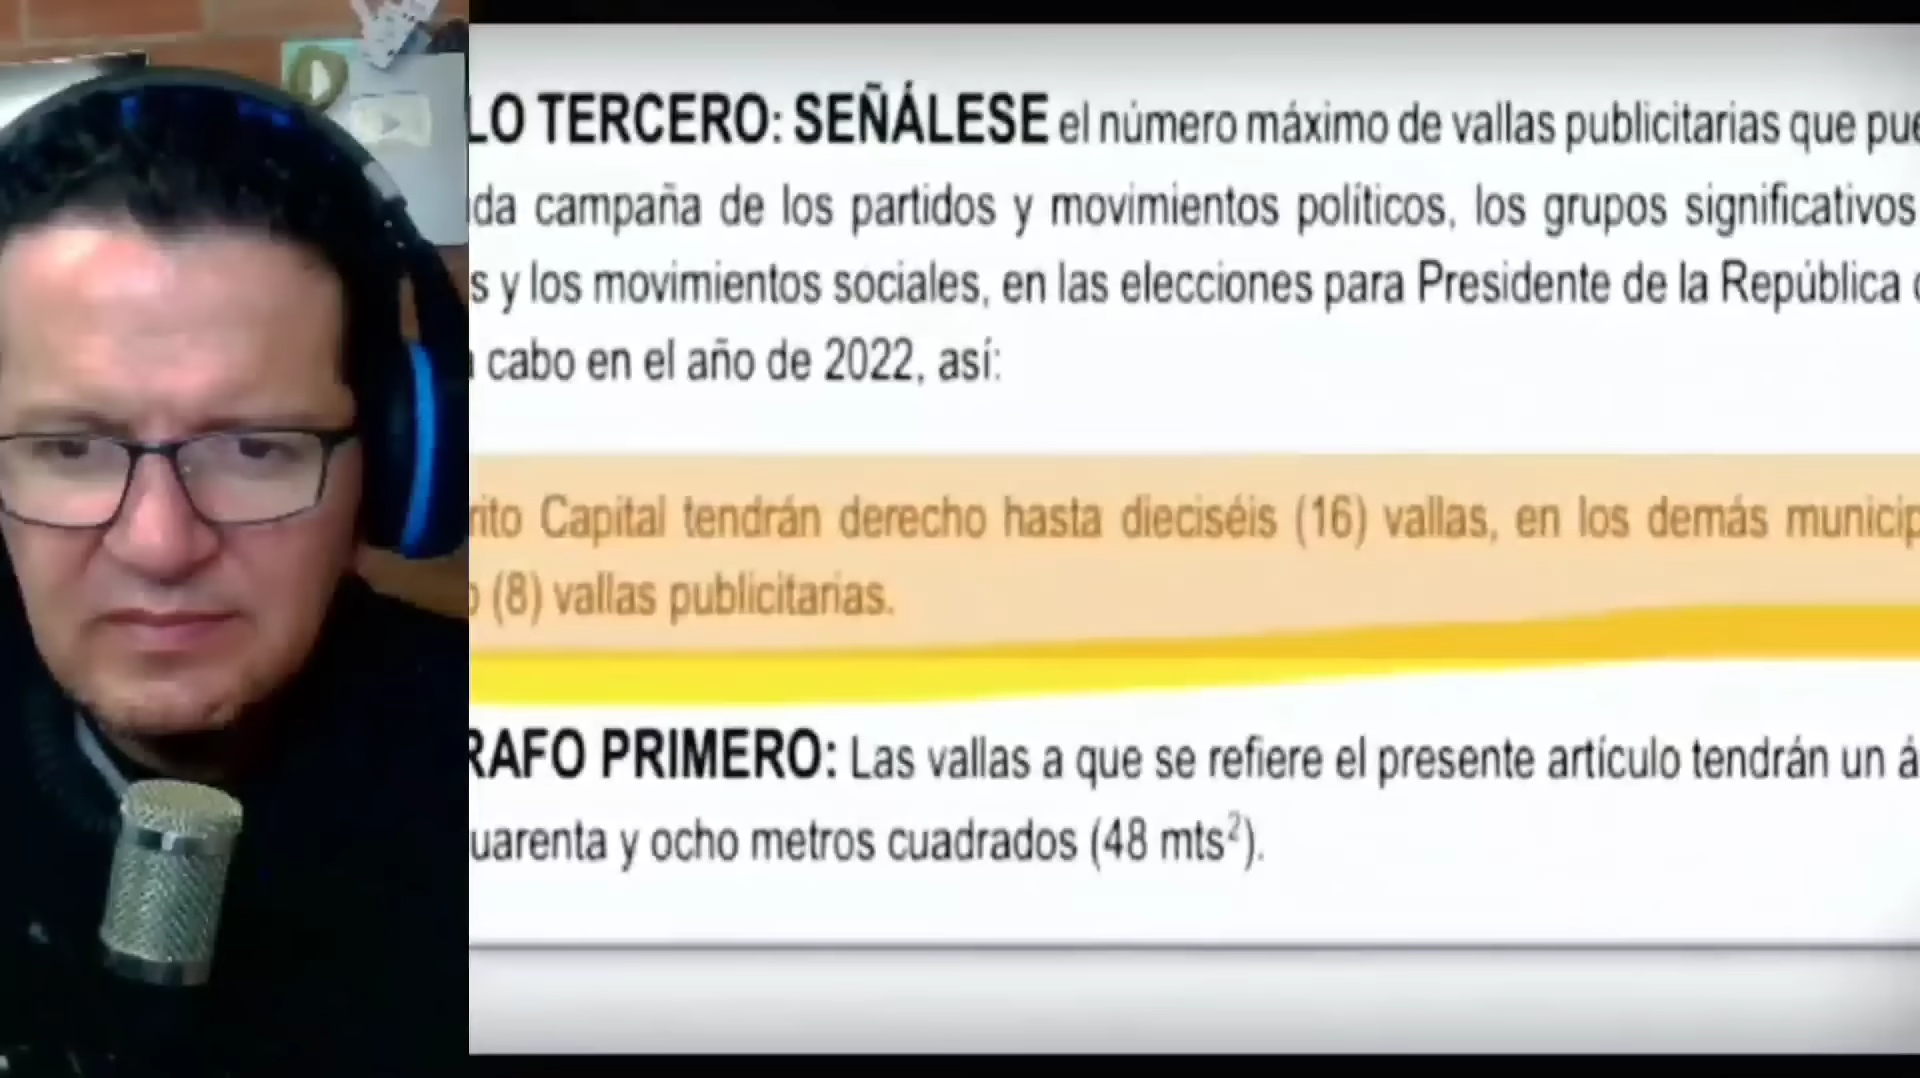 LO TERCERO: SEÑÁLESE el número máximo de vallas publicitarias que pue
da campaña de los partidos y movimientos políticos, los grupos significativos
s y los movimientos sociales, en las elecciones para Presidente de la República
cabo en el año de 2022, así:
rito Capital tendrán derecho hasta dieciséis (16) vallas, en los demás municip
(8) vallas publicitarias.
RAFO PRIMERO: Las vallas a que se refiere el presente artículo tendrán un á
uarenta y ocho metros cuadrados (48 mts²).